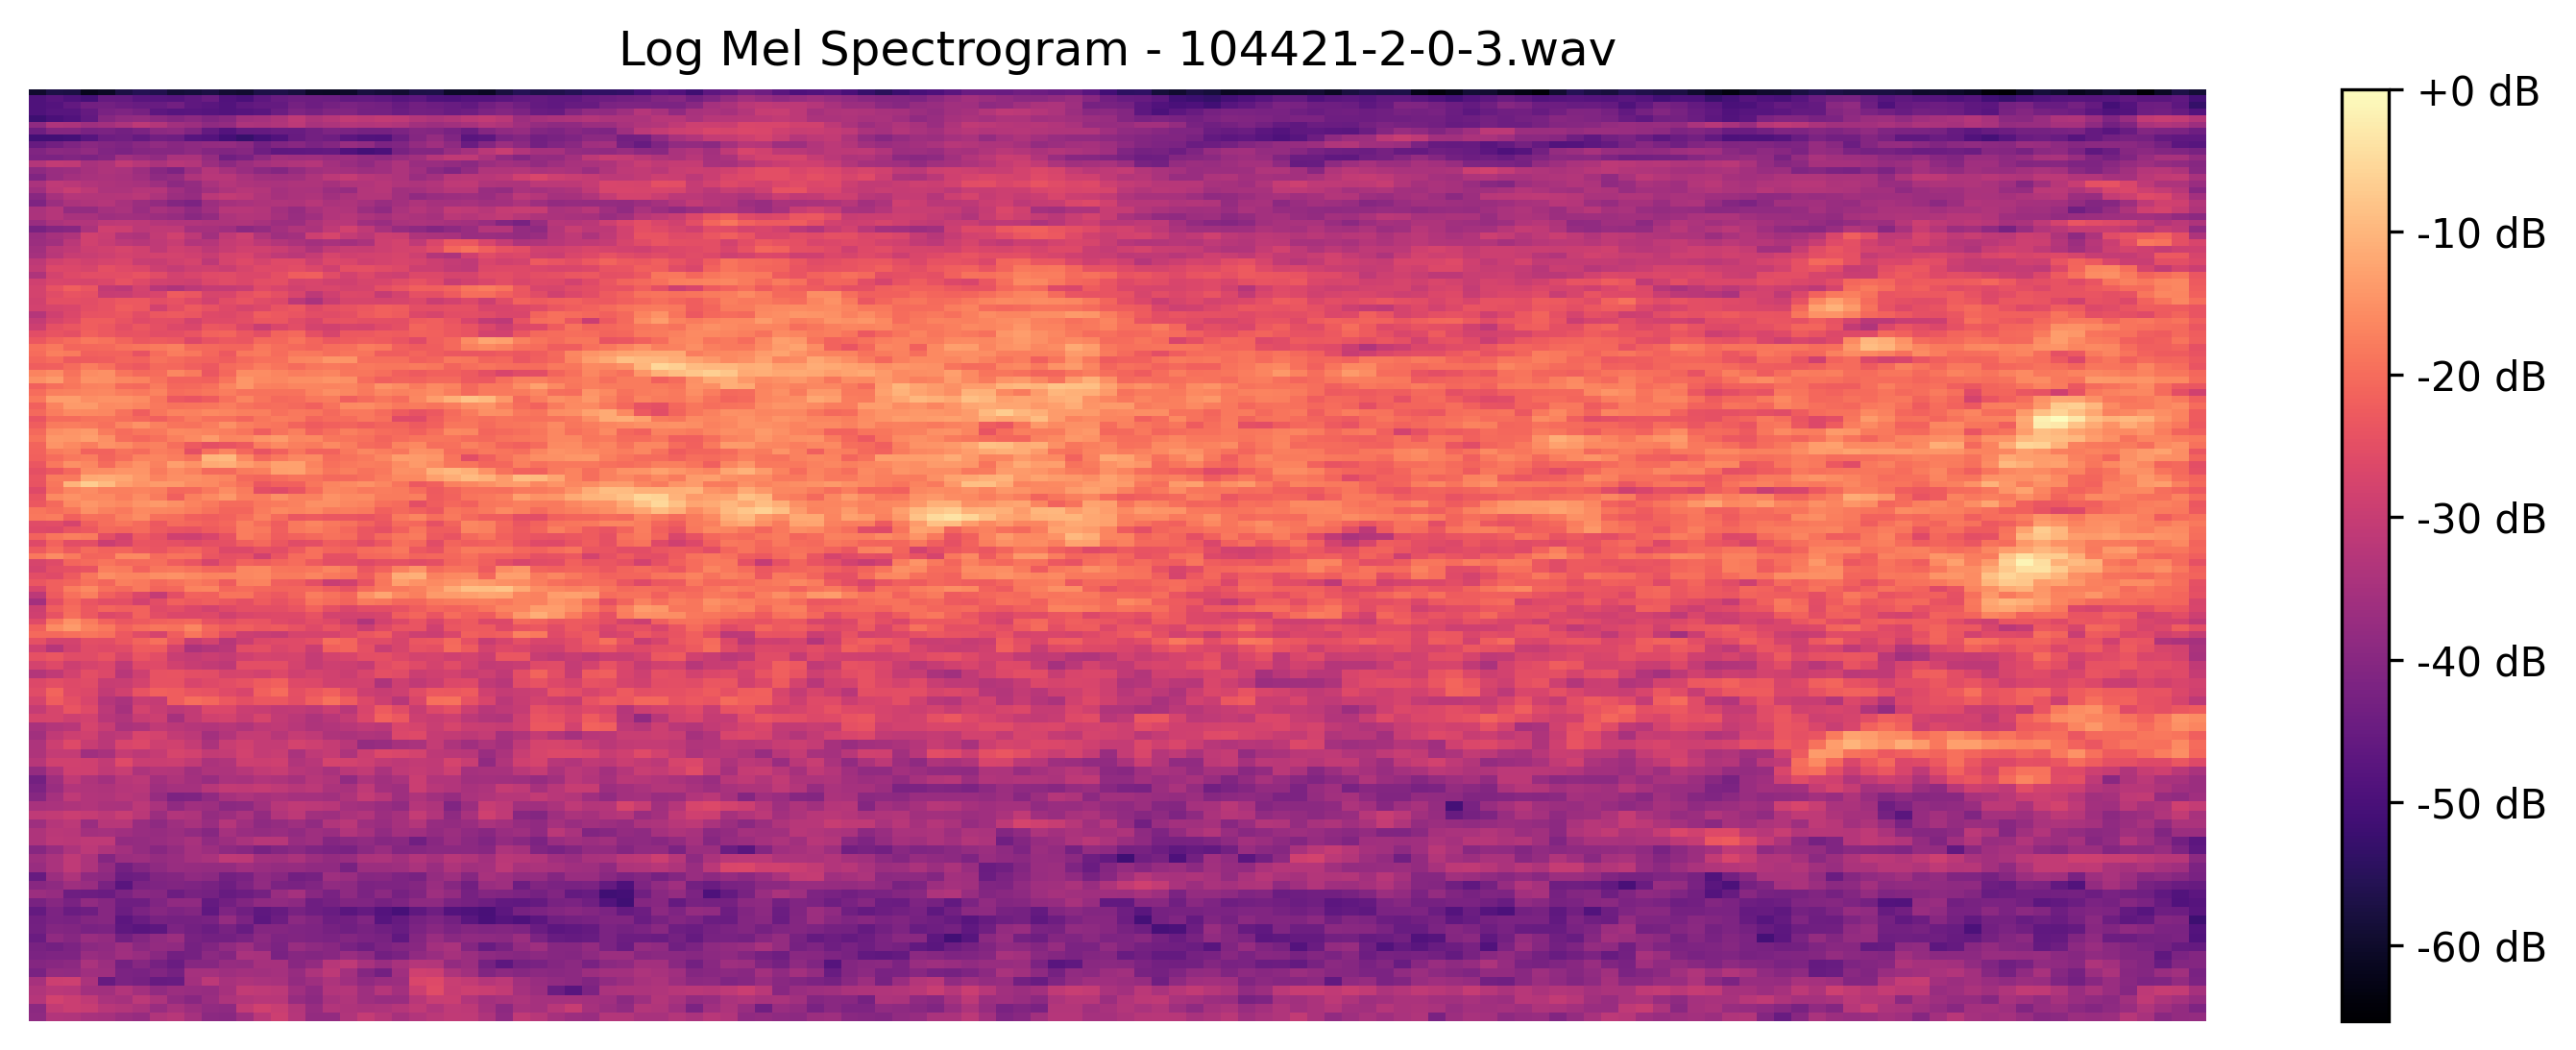 Log Mel Spectrogram - 104421-2-0-3.wav
+0 dB
-10 dB
-20 dB
-30 dB
-40 dB
-50 dB
-60 dB